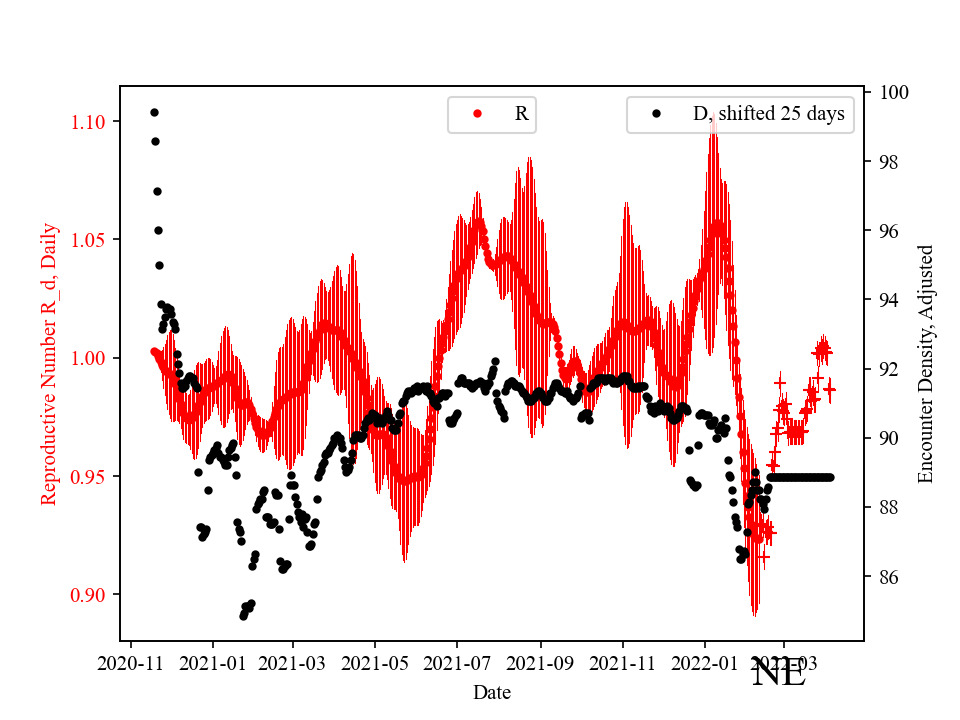 R
D, shifted 25 days
Reproductive Number R_d, Daily
1.10
1.05
1.00
0.95
0.90
100
98
96
94
92
90
88
86
Encounter Density, Adjusted
2020-11 2021-01 2021-03 2021-05 2021-07 2021-09 2021-11 2022-01 2022-03
NE
Date